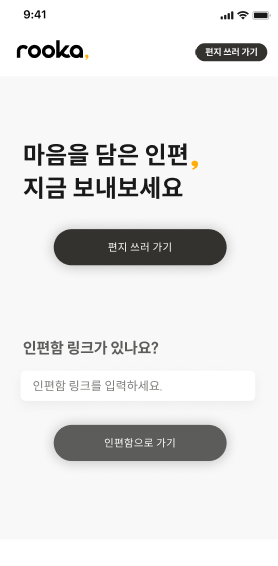 9:41
rooka,
편지 쓰러 가기
마음을 담은 인편,
지금 보내보세요
편지 쓰러 가기
인편함 링크가 있나요?
인편함 링크를 입력하세요.
인편함으로 가기